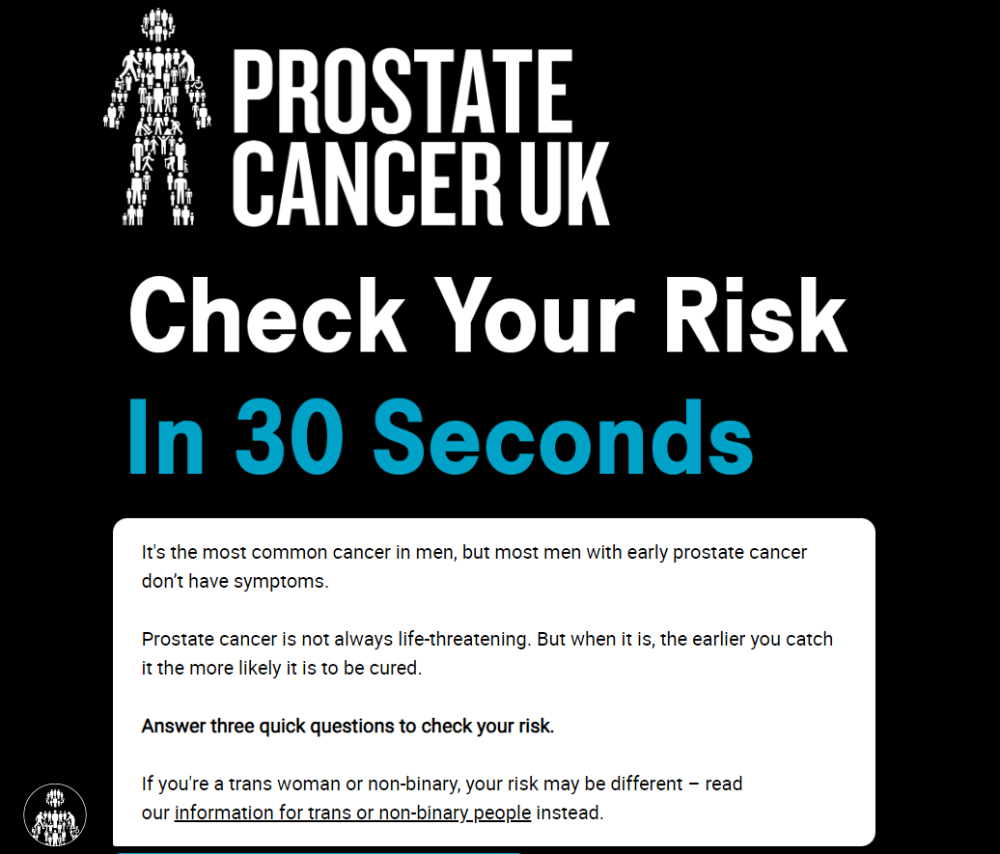 PROSTATE
CANCER UK
Check Your Risk
In 30 Seconds
It's the most common cancer in men, but most men with early prostate cancer
don’t have symptoms.
Prostate cancer is not always life-threatening. But when it is, the earlier you catch
it the more likely it is to be cured.
Answer three quick questions to check your risk.
If you're a trans woman or non-binary, your risk may be different – read
our information for trans or non-binary people instead.